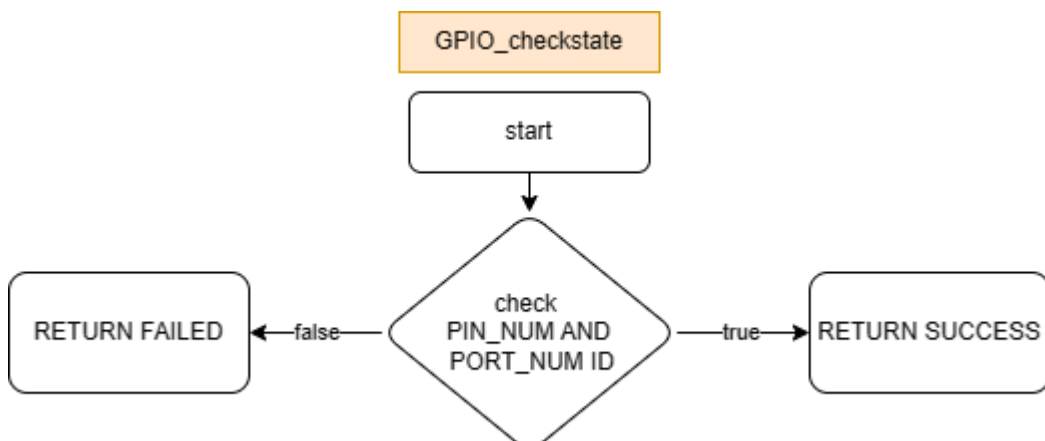 GPIO_checkstate
start
check
PIN_NUM AND
PORT_NUM ID
RETURN FAILED
false
true
RETURN SUCCESS